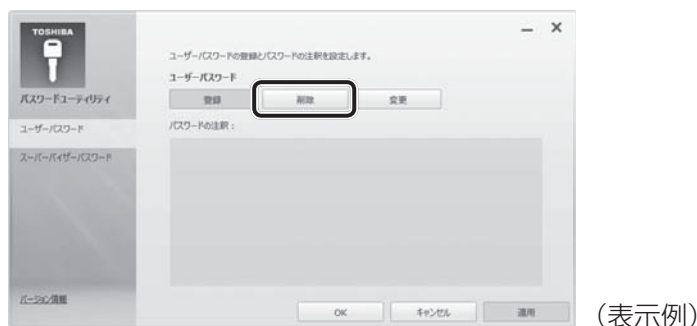 TOSHIBA
パスワードユーティリティ
ユーザーパスワード
スーパーバイザーパスワード
バージョン情報
ユーザーパスワードの登録とパスワードの注釈を設定します。
ユーザーパスワード
登録 削除 変更
パスワードの注釈：
OK キャンセル 適用
（表示例）